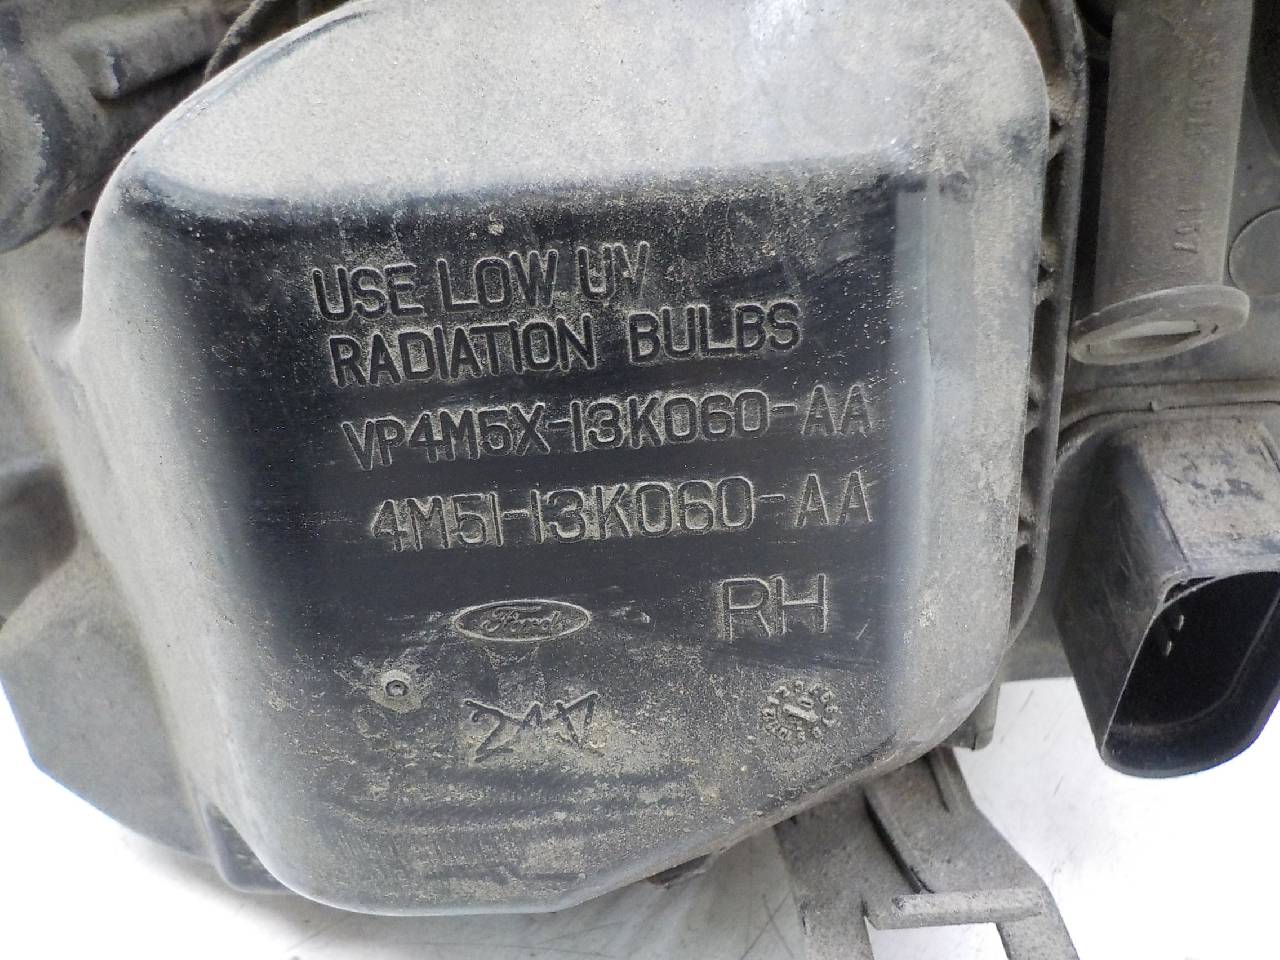 USE LOW UV
RADIATION BULBS
VP4M5X-13K060-AA
4M51-13K060-AA
RH
Ford